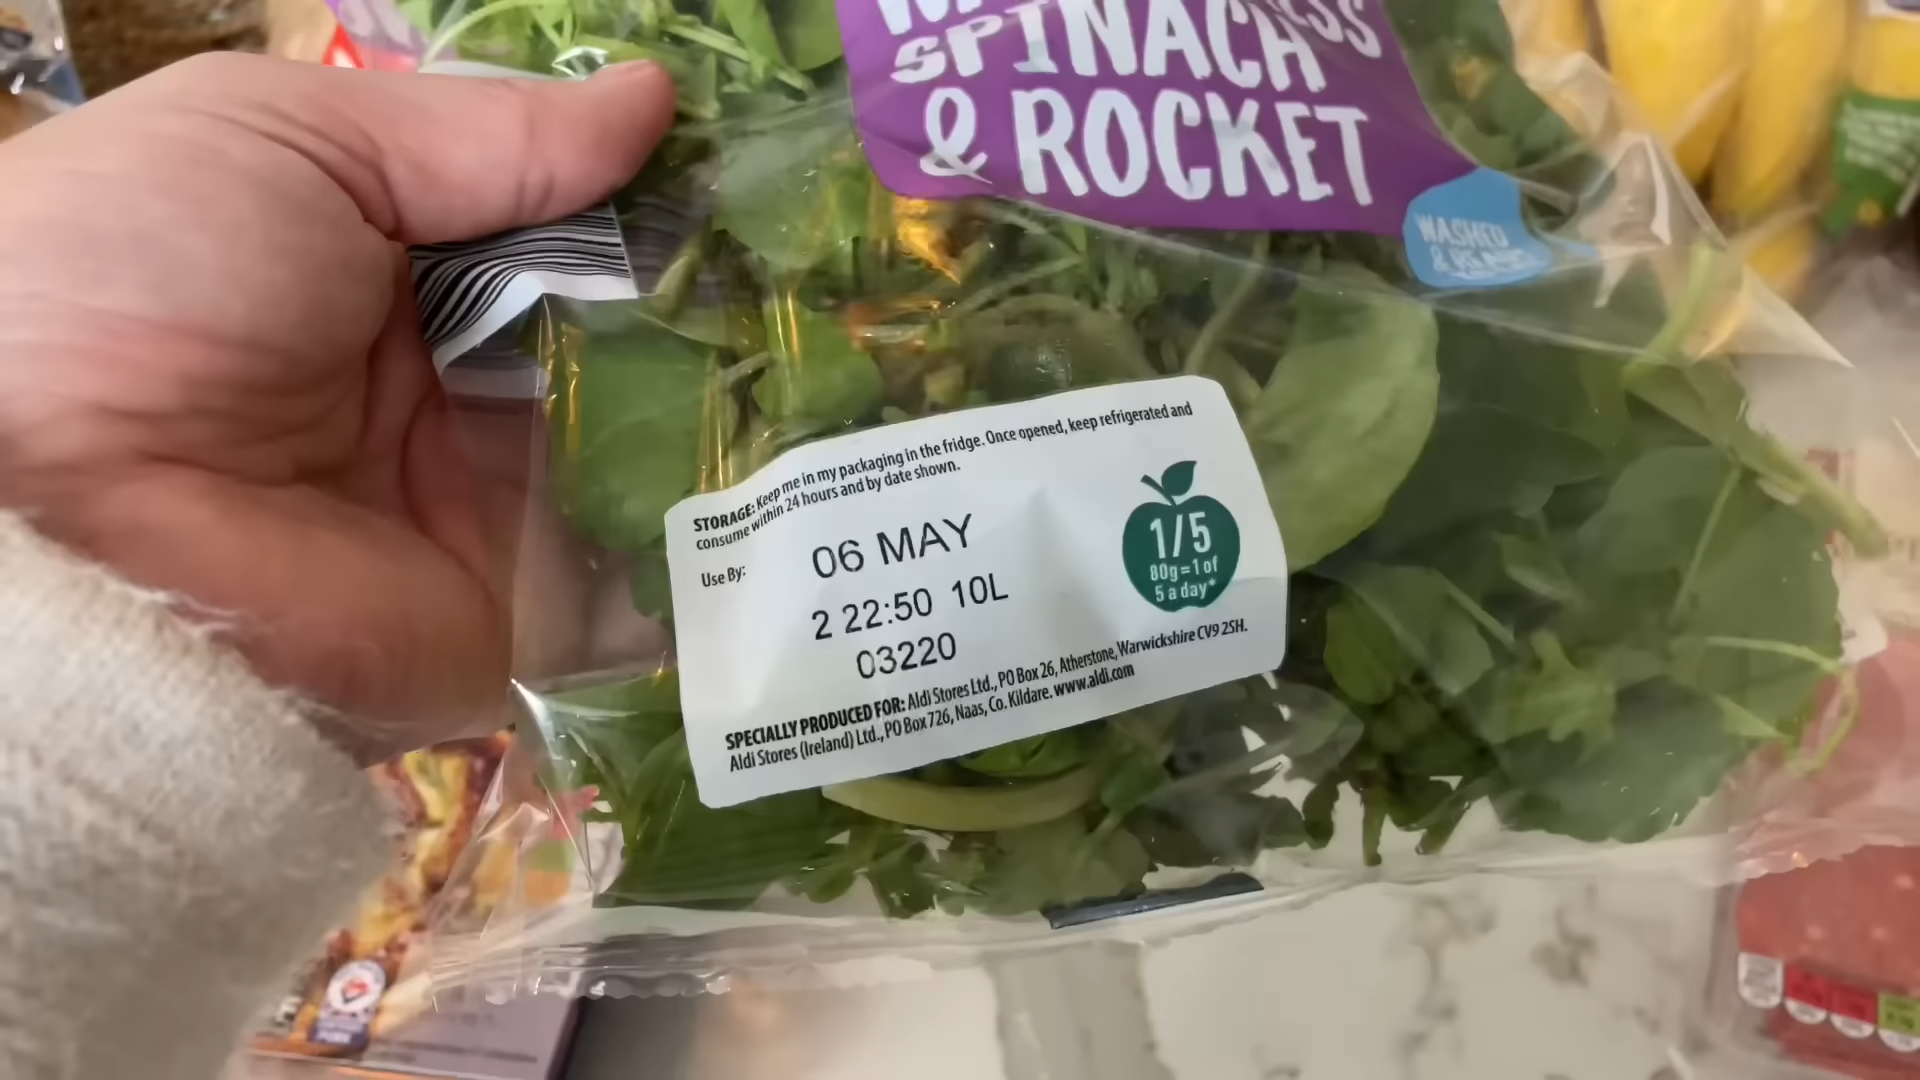 SPINACH
& ROCKET
WASHED
STORAGE: Keep me in my packaging in the fridge. Once opened, keep refrigerated and
consume within 24 hours and by date shown.
Use By: 06 MAY
2 22:50 10L
03220
1/5
80g=1 of
5 a day*
SPECIALLY PRODUCED FOR: Aldi Stores Ltd., PO Box 26, Atherstone, Warwickshire CV9 2SH.
Aldi Stores (Ireland) Ltd., PO Box 726, Naas, Co. Kildare. www.aldi.com